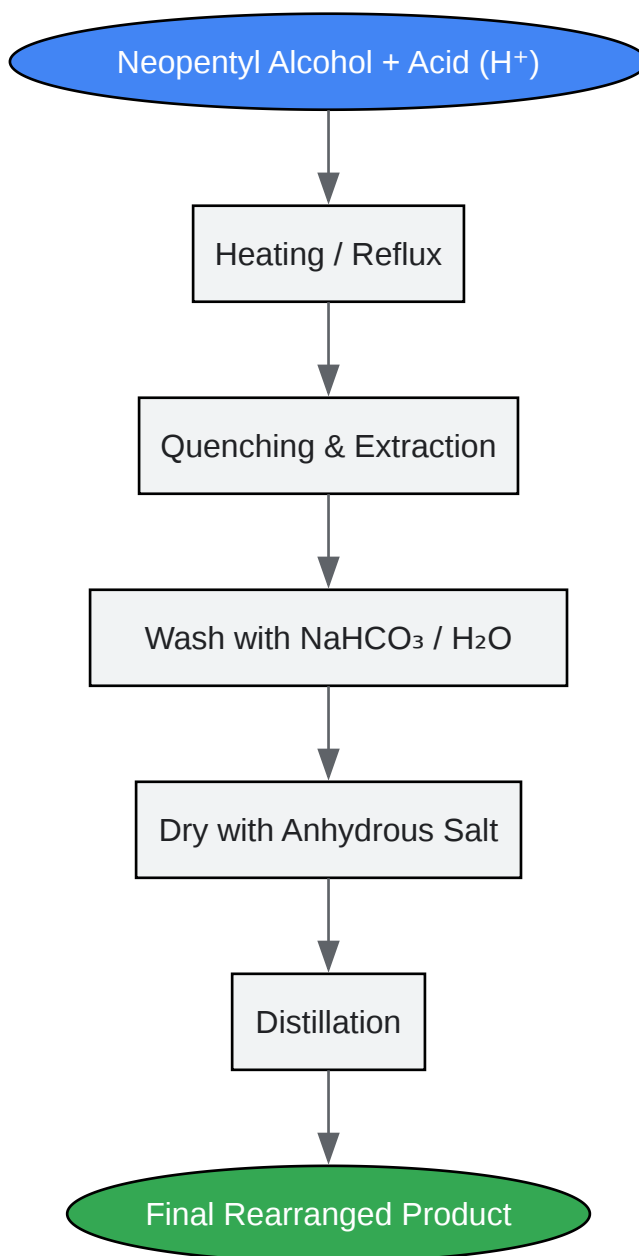 Neopentyl Alcohol + Acid (H⁺)
Heating / Reflux
Quenching & Extraction
Wash with NaHCO₃ / H₂O
Dry with Anhydrous Salt
Distillation
Final Rearranged Product